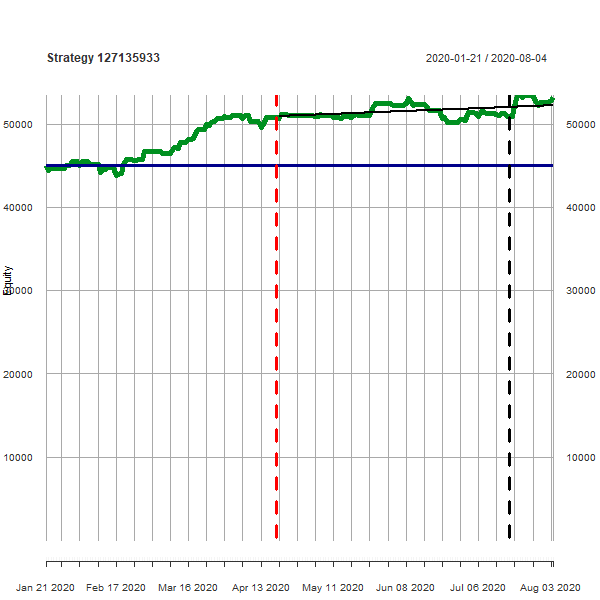 Strategy 127135933
2020-01-21 / 2020-08-04
50000 50000
40000 40000
Equity
30000 30000
20000 20000
10000 10000
Jan 21 2020 Feb 17 2020 Mar 16 2020 Apr 13 2020 May 11 2020 Jun 08 2020 Jul 06 2020 Aug 03 2020